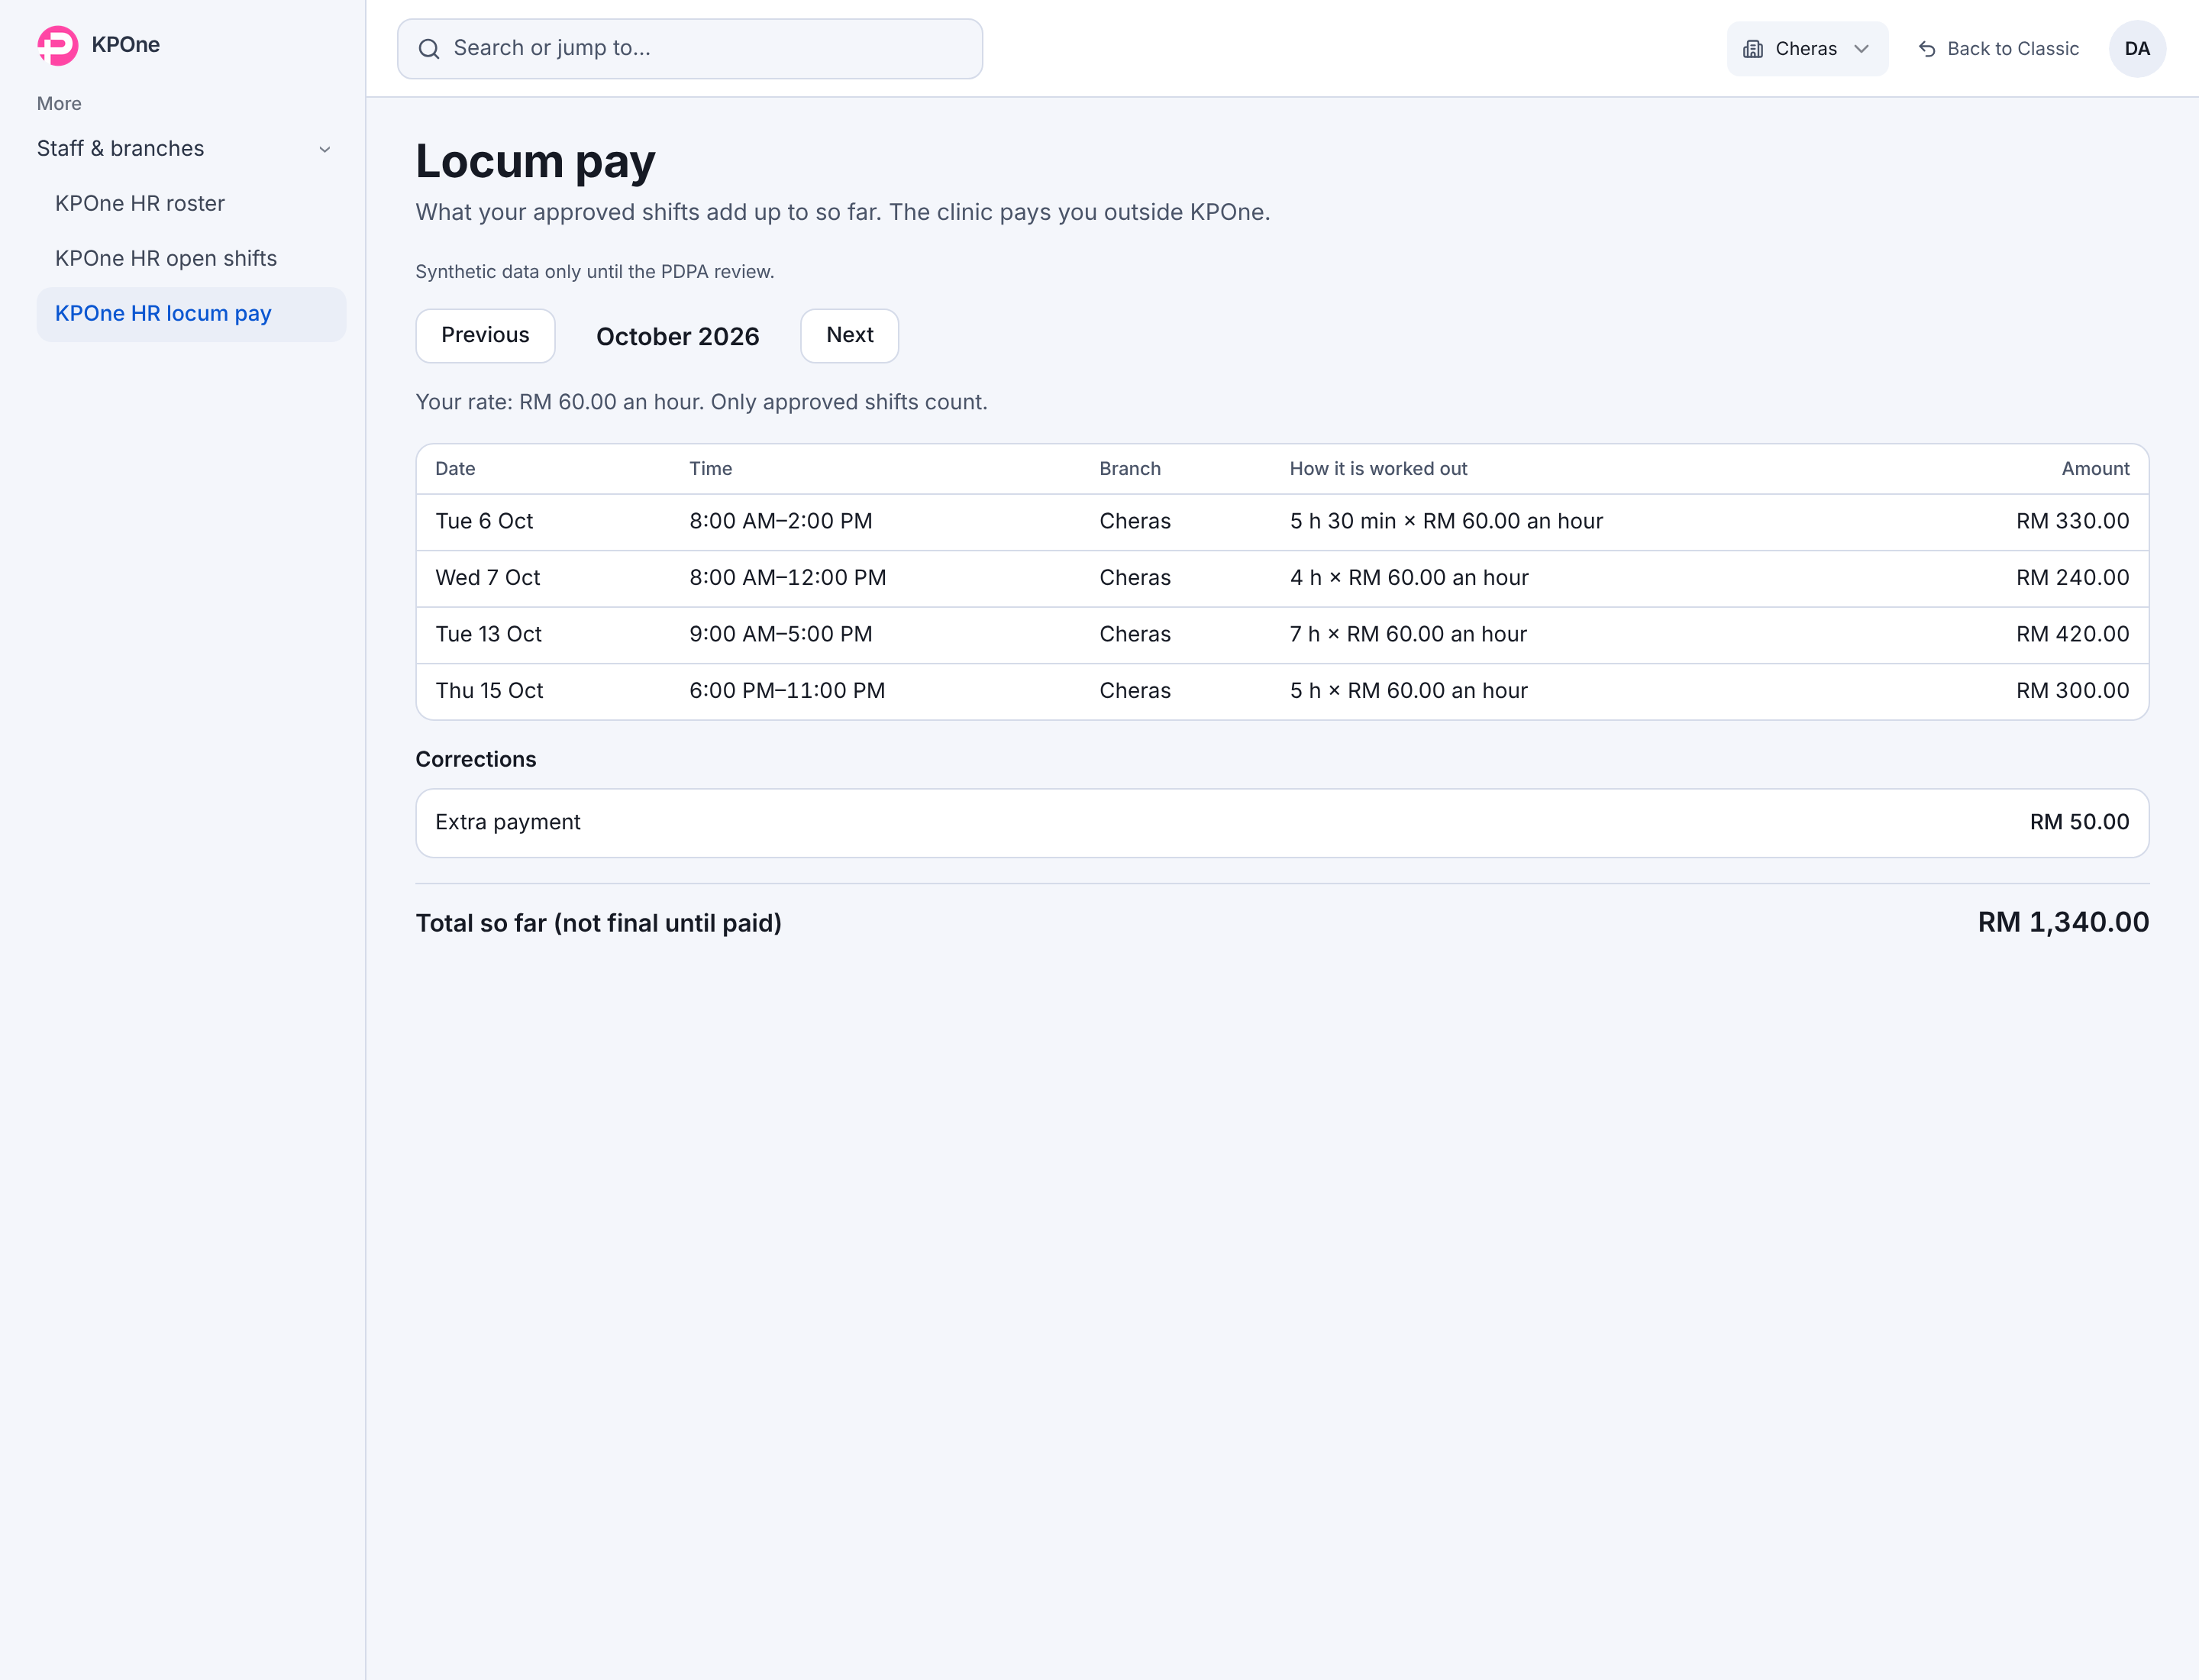 KPOne
Search or jump to...
Cheras
Back to Classic
DA
More
Staff & branches
KPOne HR roster
KPOne HR open shifts
KPOne HR locum pay
Locum pay
What your approved shifts add up to so far. The clinic pays you outside KPOne.
Synthetic data only until the PDPA review.
Previous October 2026 Next
Your rate: RM 60.00 an hour. Only approved shifts count.
Date Time Branch How it is worked out Amount
Tue 6 Oct 8:00 AM–2:00 PM Cheras 5 h 30 min × RM 60.00 an hour RM 330.00
Wed 7 Oct 8:00 AM–12:00 PM Cheras 4 h × RM 60.00 an hour RM 240.00
Tue 13 Oct 9:00 AM–5:00 PM Cheras 7 h × RM 60.00 an hour RM 420.00
Thu 15 Oct 6:00 PM–11:00 PM Cheras 5 h × RM 60.00 an hour RM 300.00
Corrections
Extra payment RM 50.00
Total so far (not final until paid) RM 1,340.00